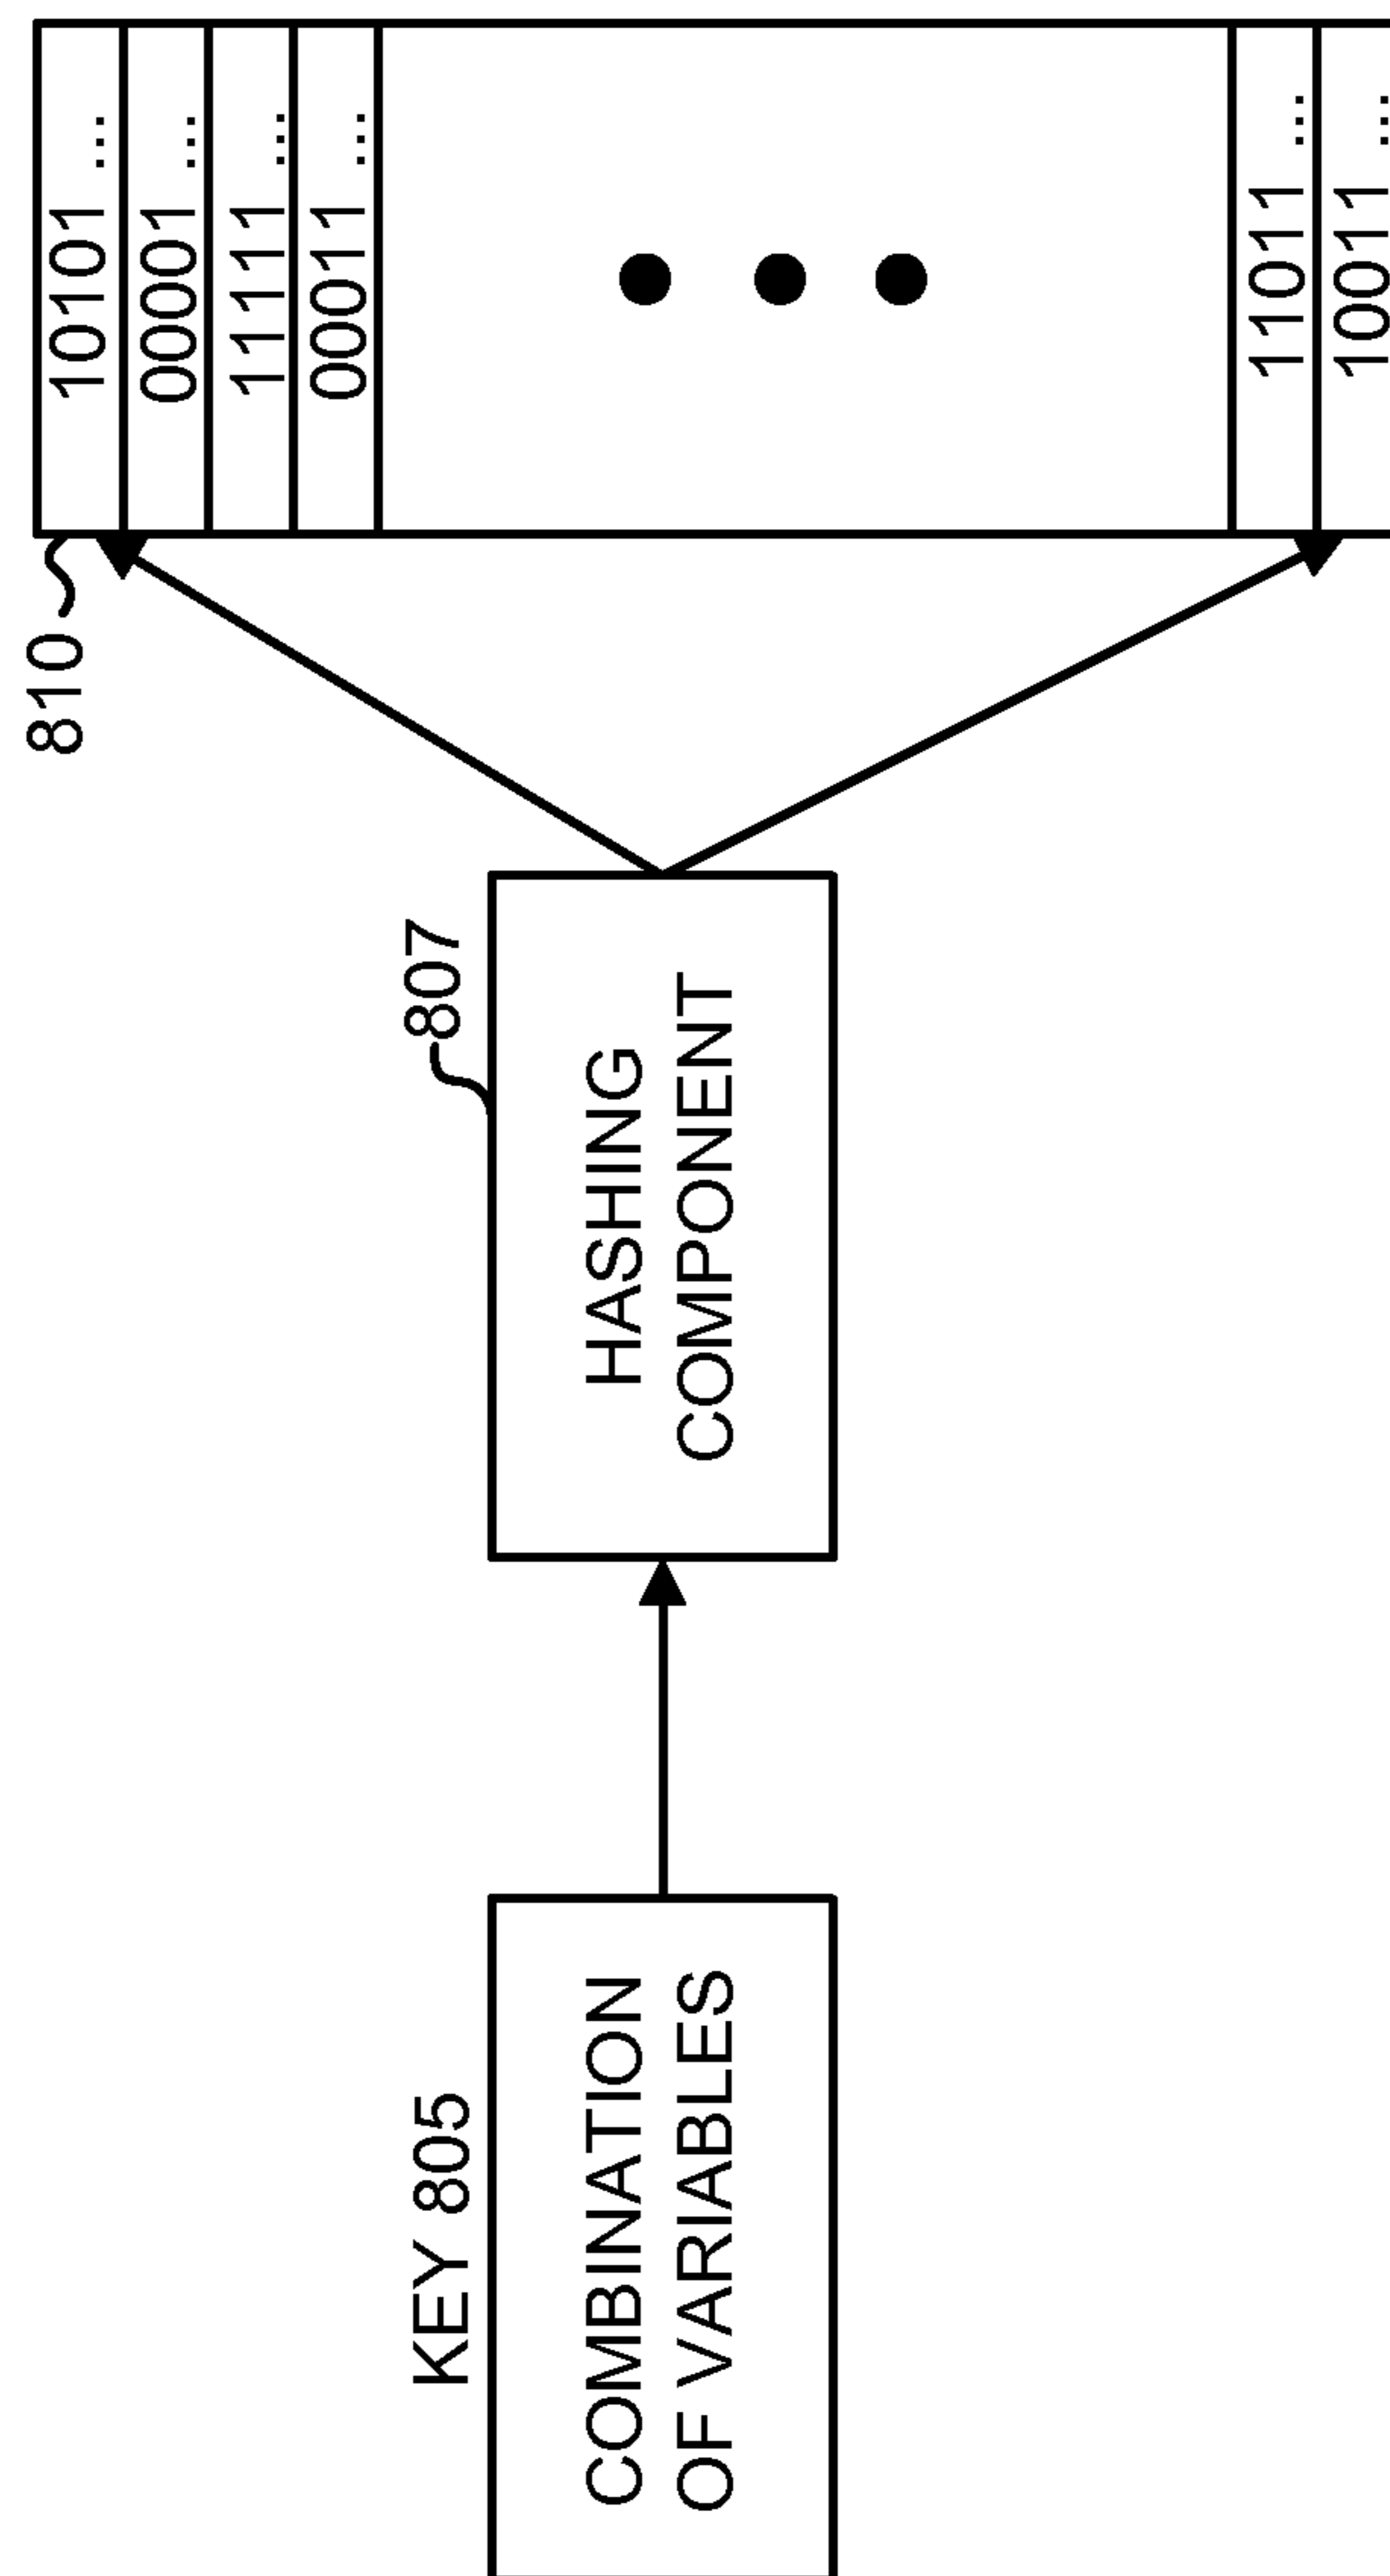 KEY 805
COMBINATION
OF VARIABLES
807
HASHING
COMPONENT
810
10101 ...
00001 ...
11111 ...
00011 ...
11011 ...
10011 ...